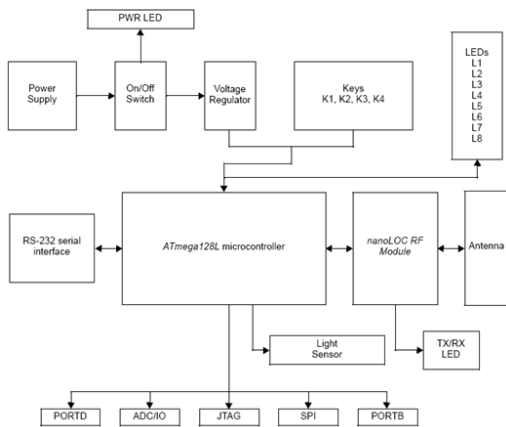 PWR LED
Power
Supply
On/Off
Switch
Voltage
Regulator
Keys
K1, K2, K3, K4
LEDs
L1
L2
L3
L4
L5
L6
L7
L8
RS-232 serial
interface
ATmega128L microcontroller
nanoLOC RF
Module
Antenna
Light
Sensor
TX/RX
LED
PORTD
ADC/IO
JTAG
SPI
PORTB